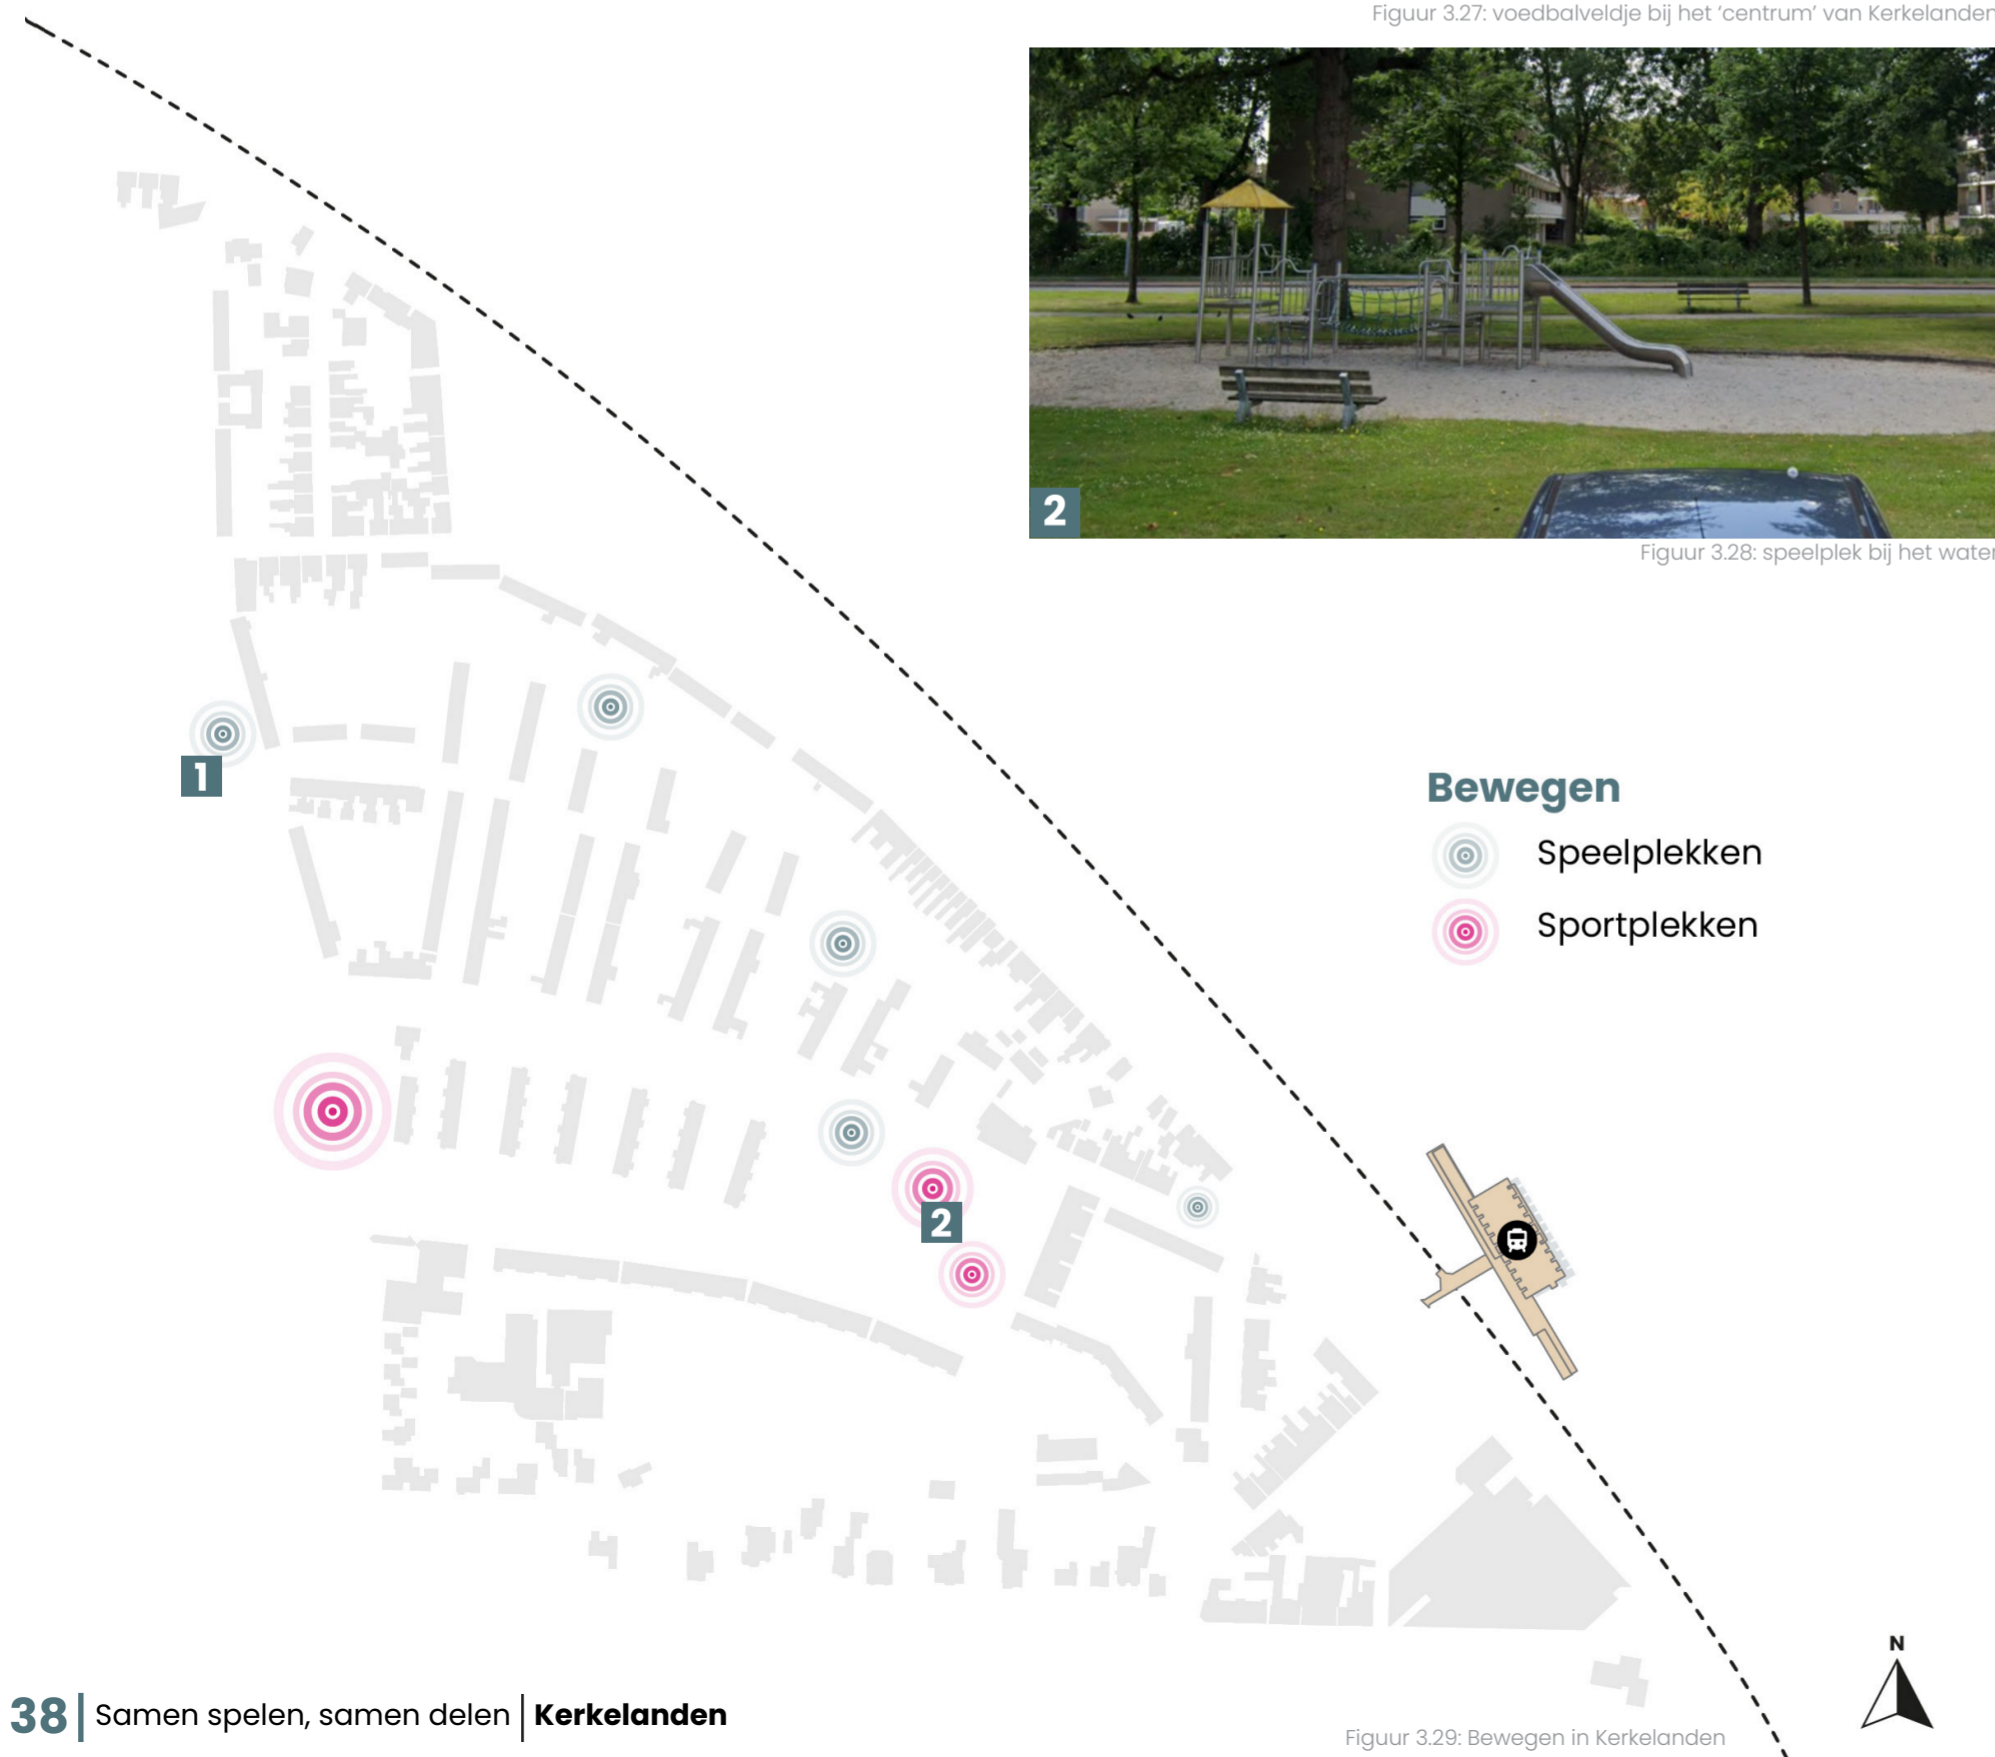 Figuur 3.27: voedbalveldje bij het ‘centrum’ van Kerkelanden
2
Figuur 3.28: speelplek bij het water
1
Bewegen
Speelplekken
Sportplekken
2
N
38 Samen spelen, samen delen Kerkelanden
Figuur 3.29: Bewegen in Kerkelanden